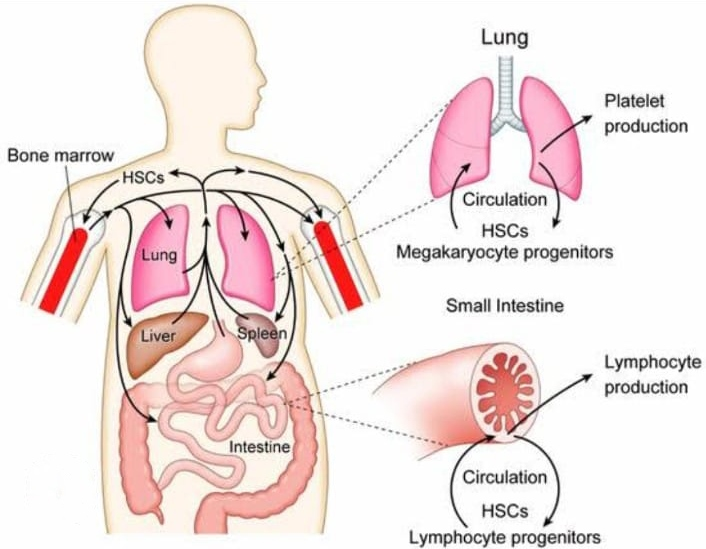 Lung
Platelet
production
Bone marrow
HSCs
Circulation
HSCs
Megakaryocyte progenitors
Lung
Small Intestine
Liver
Spleen
Lymphocyte
production
Intestine
Circulation
HSCs
Lymphocyte progenitors